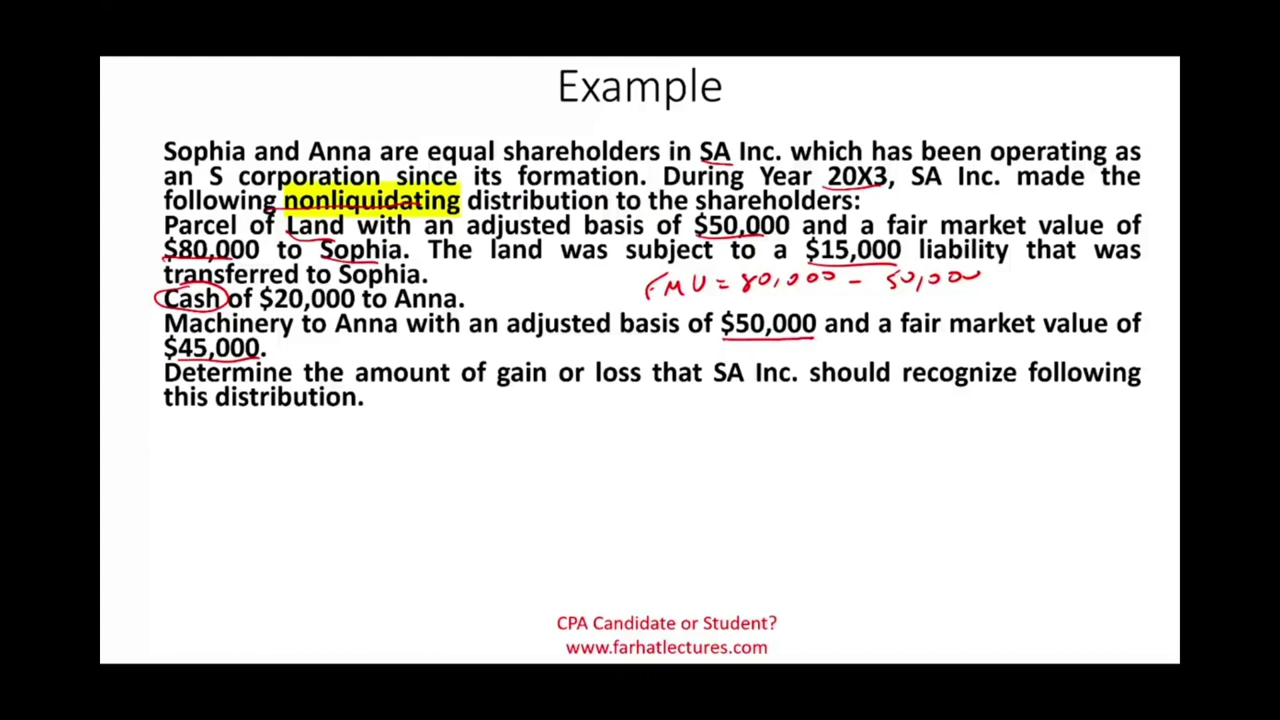 Example
Sophia and Anna are equal shareholders in SA Inc. which has been operating as
an S corporation since its formation. During Year 20X3, SA Inc. made the
following nonliquidating distribution to the shareholders:
Parcel of Land with an adjusted basis of $50,000 and a fair market value of
$80,000 to Sophia. The land was subject to a $15,000 liability that was
transferred to Sophia.
FMV = 80,000 - 50,000
Cash of $20,000 to Anna.
Machinery to Anna with an adjusted basis of $50,000 and a fair market value of
$45,000.
Determine the amount of gain or loss that SA Inc. should recognize following
this distribution.
CPA Candidate or Student?
www.farhatlectures.com